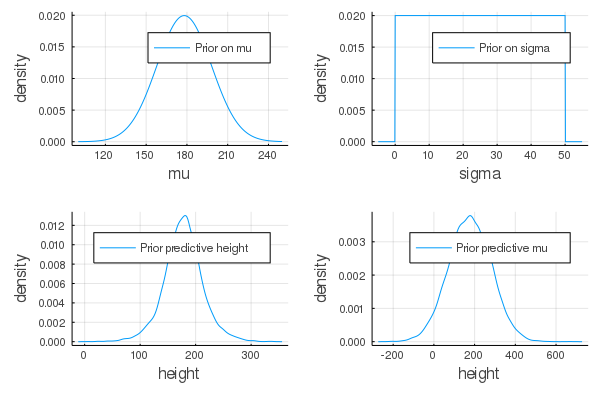 0.020
0.015
0.010
0.005
0.000
density
Prior on mu
120 150 180 210 240
mu
0.020
0.015
0.010
0.005
0.000
density
Prior on sigma
0 10 20 30 40 50
sigma
0.012
0.010
0.008
0.006
0.004
0.002
0.000
density
Prior predictive height
0 100 200 300
height
0.003
0.002
0.001
0.000
density
Prior predictive mu
-200 0 200 400 600
height